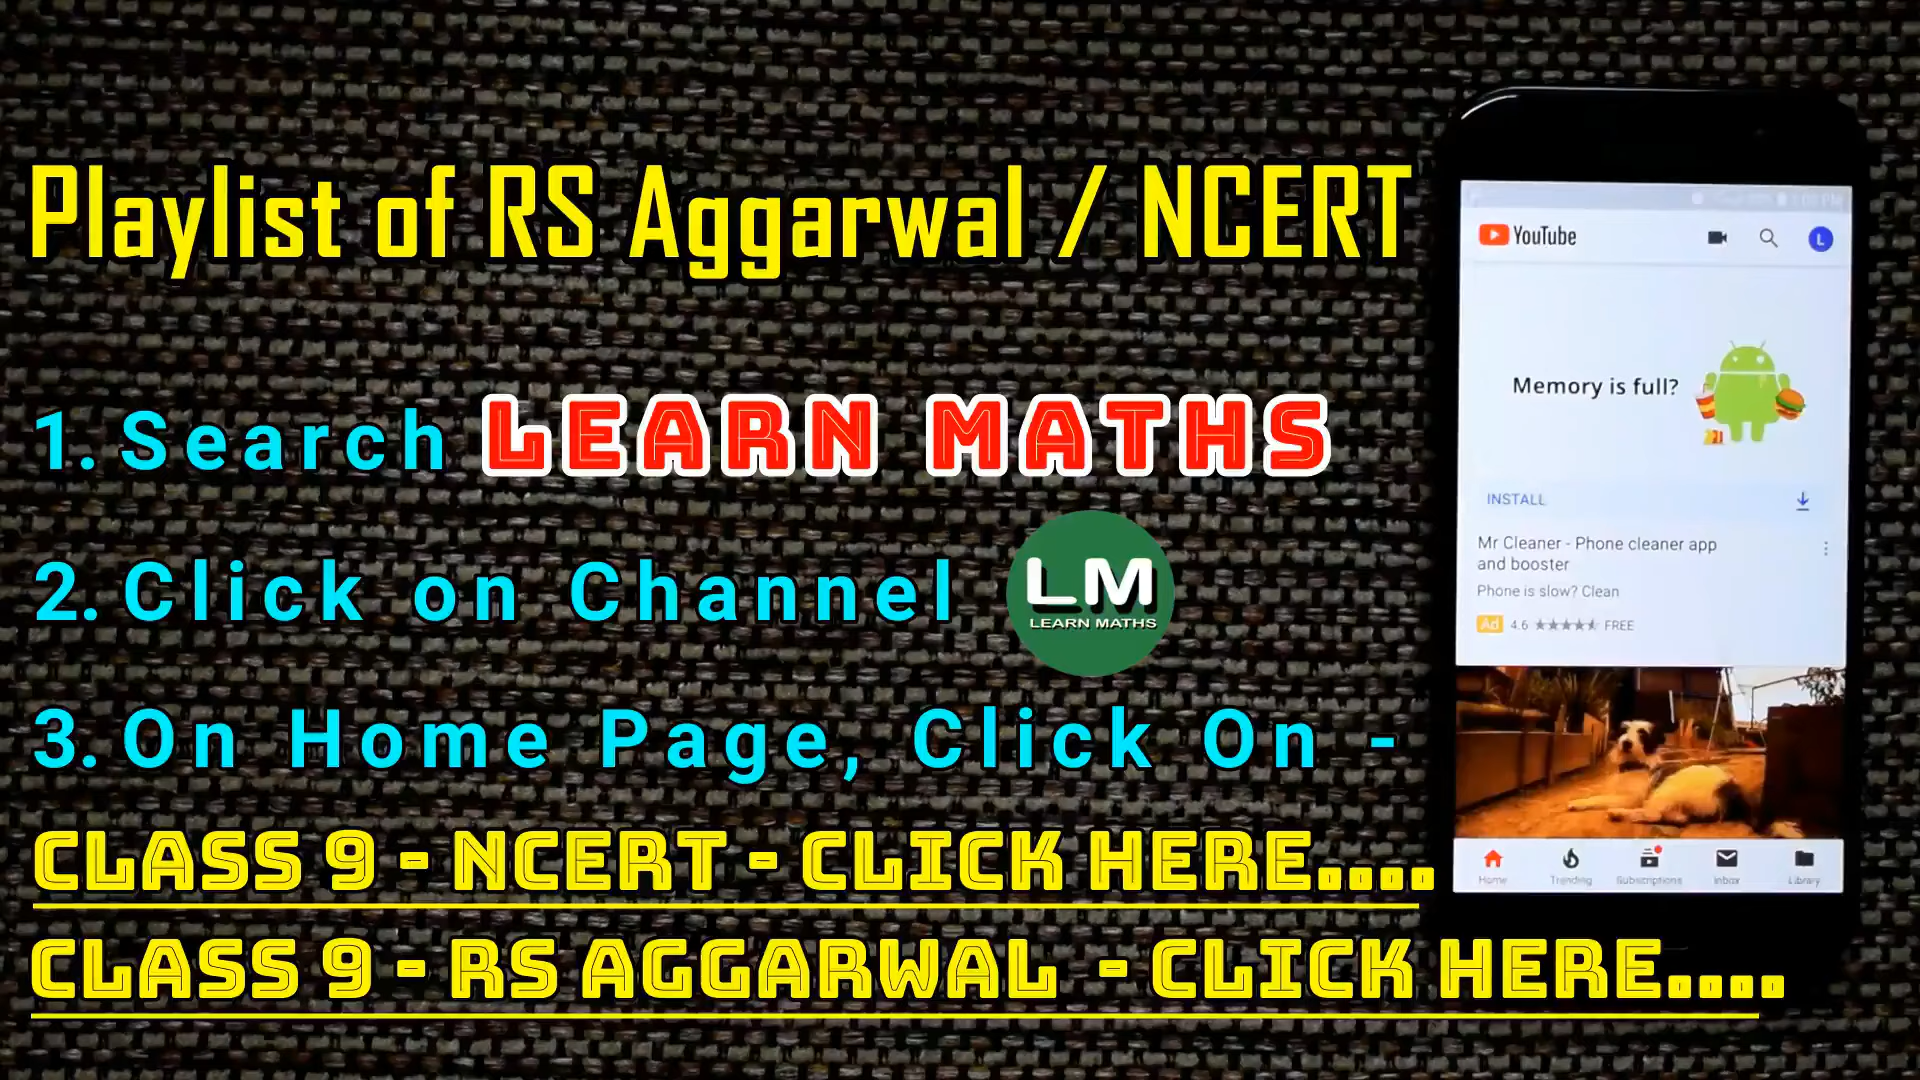 Playlist of RS Aggarwal / NCERT
1. Search LEARN MATHS
2. Click on Channel
LM
LEARN MATHS
3. On Home Page, Click On -
CLASS 9 - NCERT - CLICK HERE....
CLASS 9 - RS AGGARWAL - CLICK HERE....
YouTube
L
Memory is full?
INSTALL
Mr Cleaner - Phone cleaner app
and booster
Phone is slow? Clean
Ad 4.6 ★★★★★ FREE
Home Trending Subscriptions Inbox Library